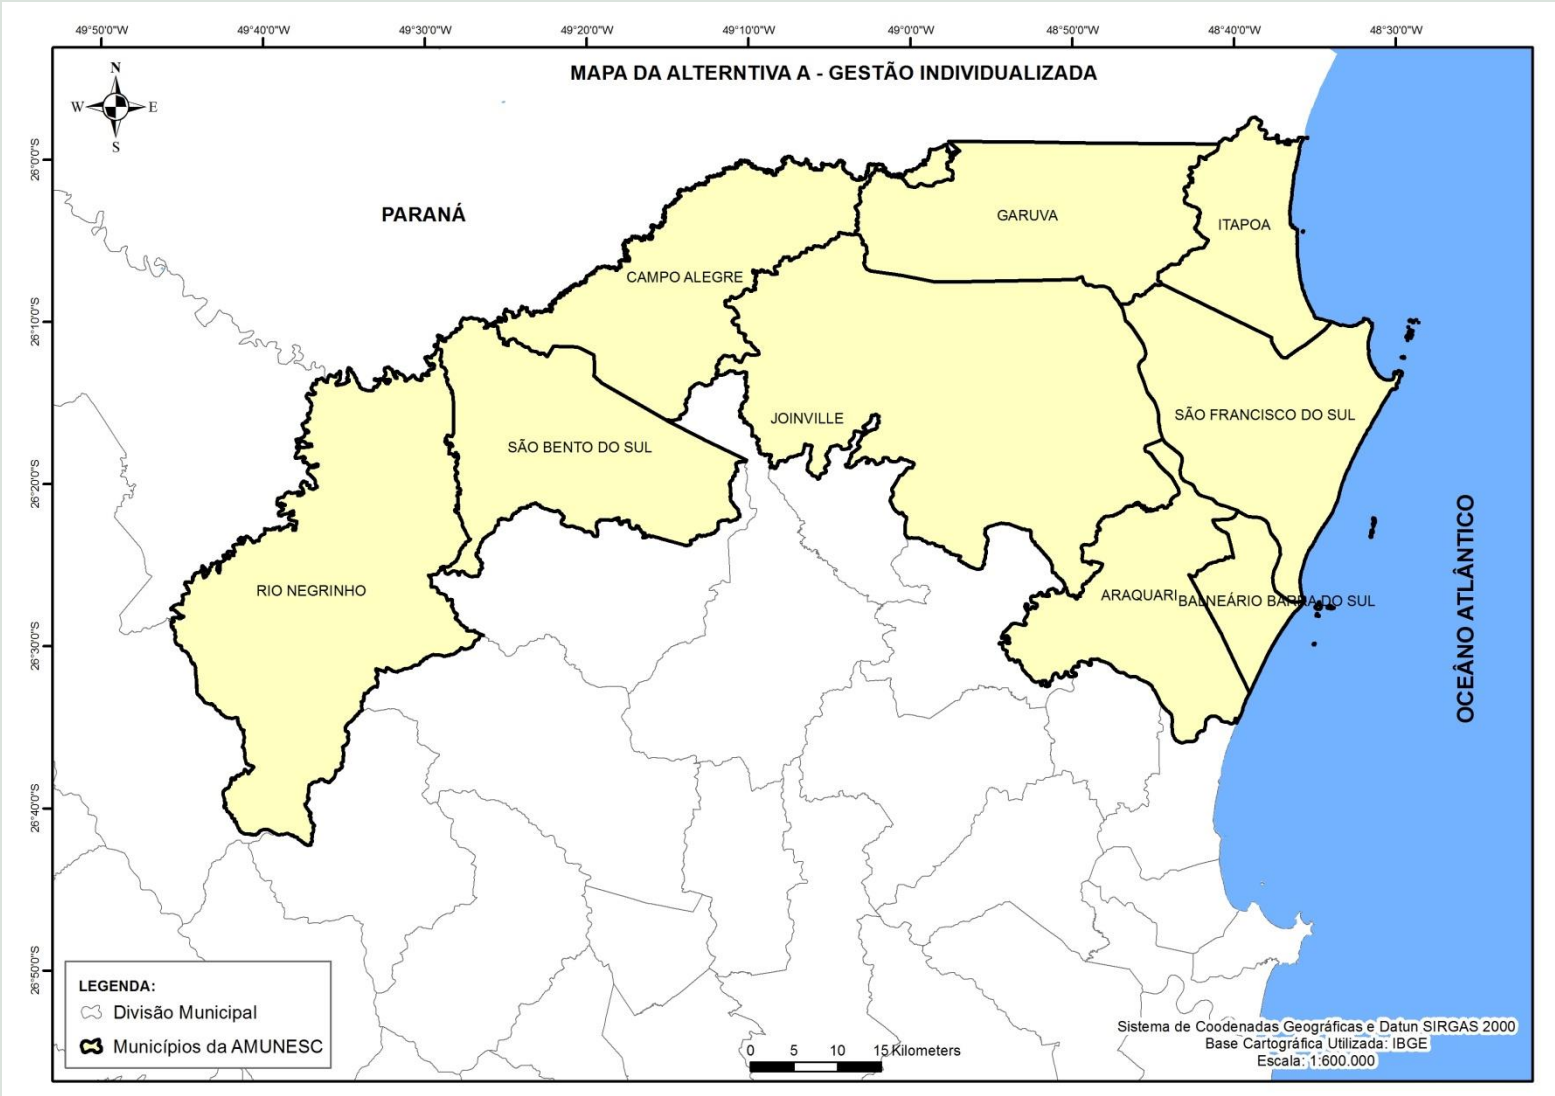 49°50'0"W 49°40'0"W 49°30'0"W 49°20'0"W 49°10'0"W 49°0'0"W 48°50'0"W 48°40'0"W 48°30'0"W
MAPA DA ALTERNTIVA A - GESTÃO INDIVIDUALIZADA
N
W E
S
26°0'0"S
26°10'0"S
26°20'0"S
26°30'0"S
26°40'0"S
26°50'0"S
PARANÁ
GARUVA
ITAPOA
CAMPO ALEGRE
SÃO FRANCISCO DO SUL
JOINVILLE
SÃO BENTO DO SUL
RIO NEGRINHO
ARAQUARI
BALNEÁRIO BARRA DO SUL
OCEÂNO ATLÂNTICO
LEGENDA:
Divisão Municipal
Municípios da AMUNESC
0 5 10 15 Kilometers
Sistema de Coodenadas Geográficas e Datun SIRGAS 2000
Base Cartográfica Utilizada: IBGE
Escala: 1:600.000